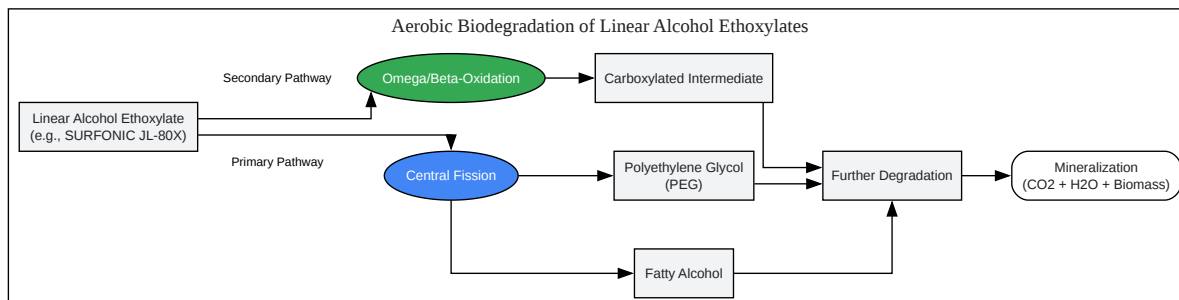 Aerobic Biodegradation of Linear Alcohol Ethoxylates
Secondary Pathway
Omega/Beta-Oxidation
Carboxylated Intermediate
Linear Alcohol Ethoxylate
(e.g., SURFONIC JL-80X)
Primary Pathway
Central Fission
Polyethylene Glycol
(PEG)
Further Degradation
Mineralization
(CO2 + H2O + Biomass)
Fatty Alcohol